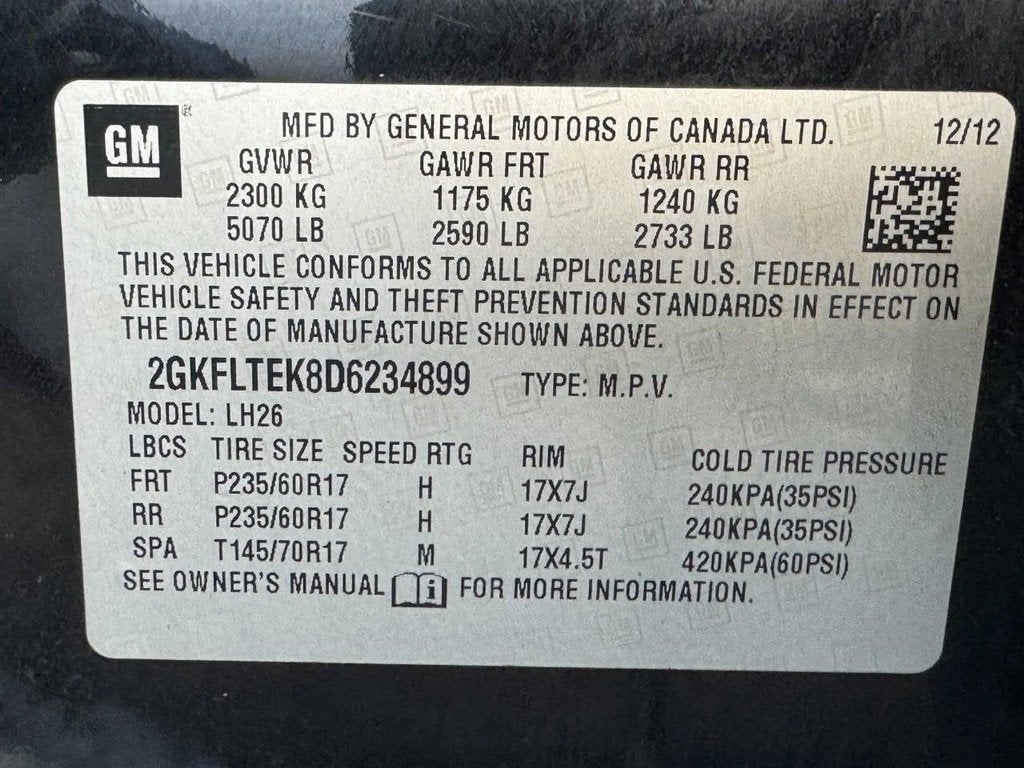 GM
MFD BY GENERAL MOTORS OF CANADA LTD. 12/12
GVWR GAWR FRT GAWR RR
2300 KG 1175 KG 1240 KG
5070 LB 2590 LB 2733 LB
THIS VEHICLE CONFORMS TO ALL APPLICABLE U.S. FEDERAL MOTOR
VEHICLE SAFETY AND THEFT PREVENTION STANDARDS IN EFFECT ON
THE DATE OF MANUFACTURE SHOWN ABOVE.
2GKFLTEK8D6234899 TYPE: M.P.V.
MODEL: LH26
LBCS TIRE SIZE SPEED RTG RIM COLD TIRE PRESSURE
FRT P235/60R17 H 17X7J 240KPA(35PSI)
RR P235/60R17 H 17X7J 240KPA(35PSI)
SPA T145/70R17 M 17X4.5T 420KPA(60PSI)
SEE OWNER'S MANUAL i FOR MORE INFORMATION.